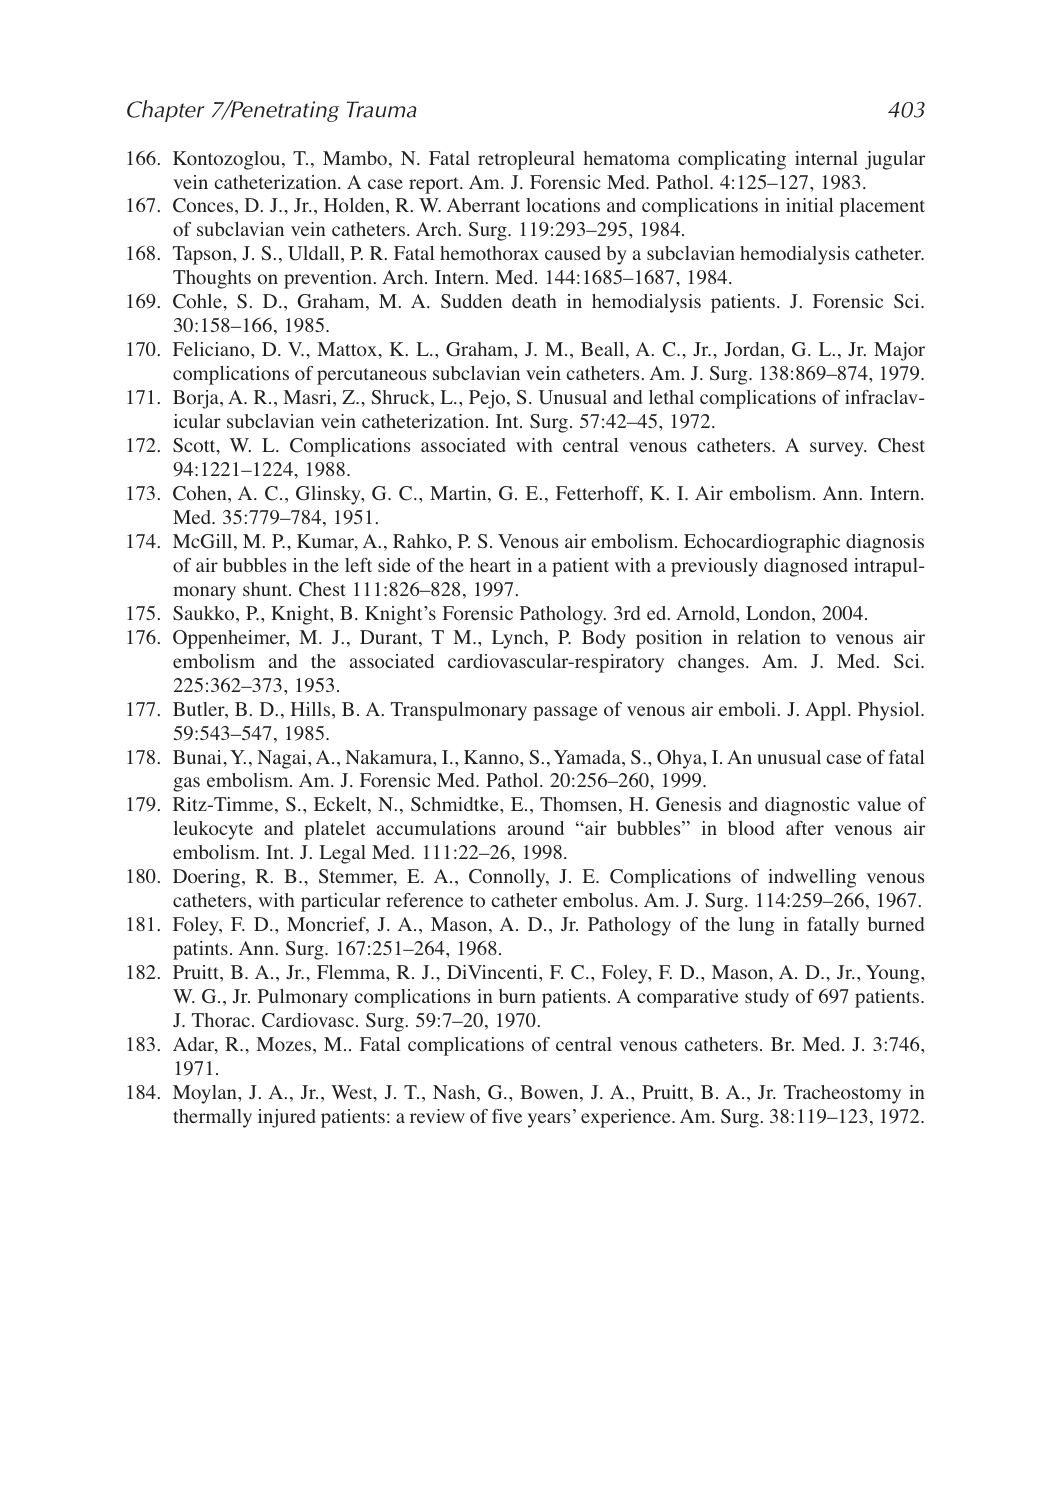 Chapter 7/Penetrating Trauma 403
166. Kontozoglou, T., Mambo, N. Fatal retropleural hematoma complicating internal jugular
vein catheterization. A case report. Am. J. Forensic Med. Pathol. 4:125–127, 1983.
167. Conces, D. J., Jr., Holden, R. W. Aberrant locations and complications in initial placement
of subclavian vein catheters. Arch. Surg. 119:293–295, 1984.
168. Tapson, J. S., Uldall, P. R. Fatal hemothorax caused by a subclavian hemodialysis catheter.
Thoughts on prevention. Arch. Intern. Med. 144:1685–1687, 1984.
169. Cohle, S. D., Graham, M. A. Sudden death in hemodialysis patients. J. Forensic Sci.
30:158–166, 1985.
170. Feliciano, D. V., Mattox, K. L., Graham, J. M., Beall, A. C., Jr., Jordan, G. L., Jr. Major
complications of percutaneous subclavian vein catheters. Am. J. Surg. 138:869–874, 1979.
171. Borja, A. R., Masri, Z., Shruck, L., Pejo, S. Unusual and lethal complications of infraclav-
icular subclavian vein catheterization. Int. Surg. 57:42–45, 1972.
172. Scott, W. L. Complications associated with central venous catheters. A survey. Chest
94:1221–1224, 1988.
173. Cohen, A. C., Glinsky, G. C., Martin, G. E., Fetterhoff, K. I. Air embolism. Ann. Intern.
Med. 35:779–784, 1951.
174. McGill, M. P., Kumar, A., Rahko, P. S. Venous air embolism. Echocardiographic diagnosis
of air bubbles in the left side of the heart in a patient with a previously diagnosed intrapul-
monary shunt. Chest 111:826–828, 1997.
175. Saukko, P., Knight, B. Knight’s Forensic Pathology. 3rd ed. Arnold, London, 2004.
176. Oppenheimer, M. J., Durant, T M., Lynch, P. Body position in relation to venous air
embolism and the associated cardiovascular-respiratory changes. Am. J. Med. Sci.
225:362–373, 1953.
177. Butler, B. D., Hills, B. A. Transpulmonary passage of venous air emboli. J. Appl. Physiol.
59:543–547, 1985.
178. Bunai, Y., Nagai, A., Nakamura, I., Kanno, S., Yamada, S., Ohya, I. An unusual case of fatal
gas embolism. Am. J. Forensic Med. Pathol. 20:256–260, 1999.
179. Ritz-Timme, S., Eckelt, N., Schmidtke, E., Thomsen, H. Genesis and diagnostic value of
leukocyte and platelet accumulations around “air bubbles” in blood after venous air
embolism. Int. J. Legal Med. 111:22–26, 1998.
180. Doering, R. B., Stemmer, E. A., Connolly, J. E. Complications of indwelling venous
catheters, with particular reference to catheter embolus. Am. J. Surg. 114:259–266, 1967.
181. Foley, F. D., Moncrief, J. A., Mason, A. D., Jr. Pathology of the lung in fatally burned
patints. Ann. Surg. 167:251–264, 1968.
182. Pruitt, B. A., Jr., Flemma, R. J., DiVincenti, F. C., Foley, F. D., Mason, A. D., Jr., Young,
W. G., Jr. Pulmonary complications in burn patients. A comparative study of 697 patients.
J. Thorac. Cardiovasc. Surg. 59:7–20, 1970.
183. Adar, R., Mozes, M.. Fatal complications of central venous catheters. Br. Med. J. 3:746,
1971.
184. Moylan, J. A., Jr., West, J. T., Nash, G., Bowen, J. A., Pruitt, B. A., Jr. Tracheostomy in
thermally injured patients: a review of five years’ experience. Am. Surg. 38:119–123, 1972.